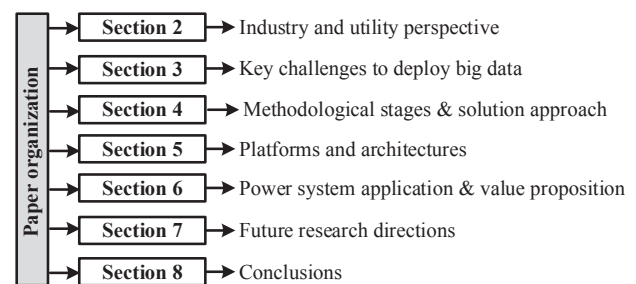 Paper organization
Section 2 Industry and utility perspective
Section 3 Key challenges to deploy big data
Section 4 Methodological stages & solution approach
Section 5 Platforms and architectures
Section 6 Power system application & value proposition
Section 7 Future research directions
Section 8 Conclusions